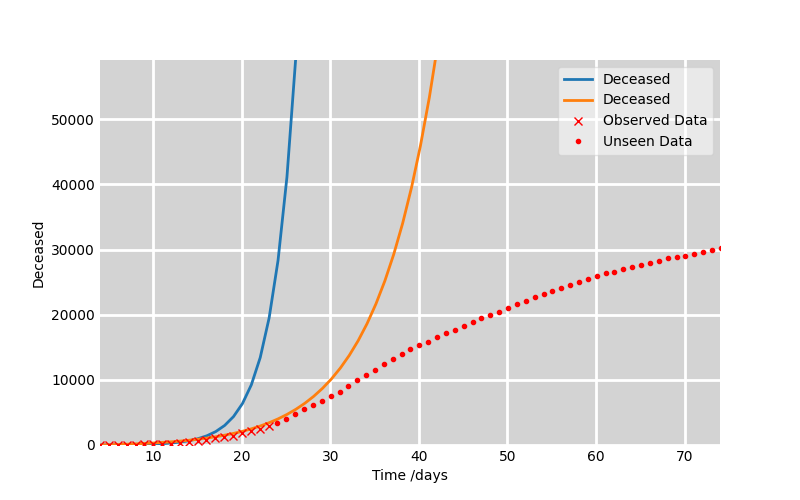 Deceased
Deceased
Observed Data
Unseen Data
50000
40000
30000
20000
10000
0
Deceased
10 20 30 40 50 60 70
Time /days